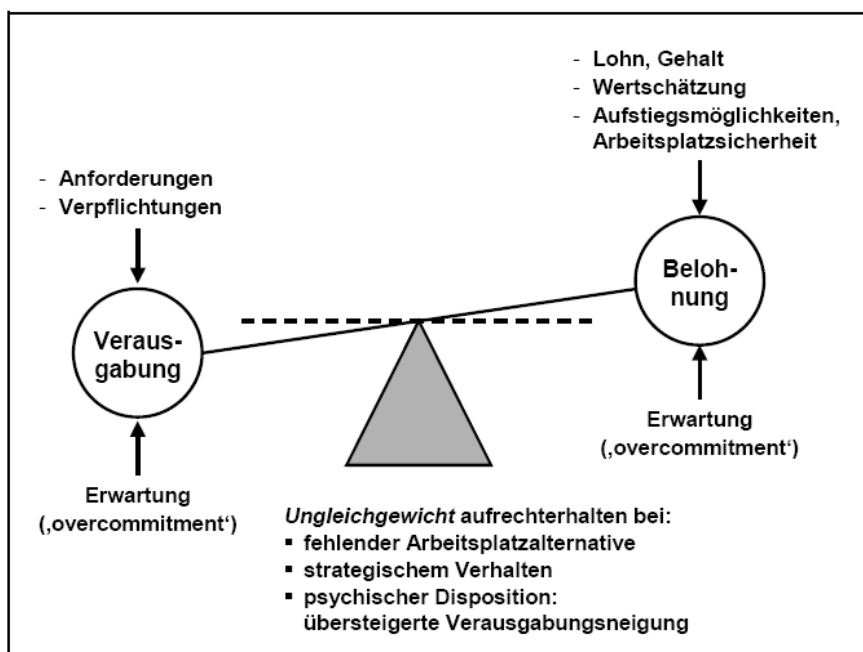 - Lohn, Gehalt
- Wertschätzung
- Aufstiegsmöglichkeiten,
Arbeitsplatzsicherheit
- Anforderungen
- Verpflichtungen
Beloh-
nung
Veraus-
gabung
Erwartung
(‚overcommitment‘)
Erwartung
(‚overcommitment‘)
Ungleichgewicht aufrechterhalten bei:
▪ fehlender Arbeitsplatzalternative
▪ strategischem Verhalten
▪ psychischer Disposition:
übersteigerte Verausgabungsneigung